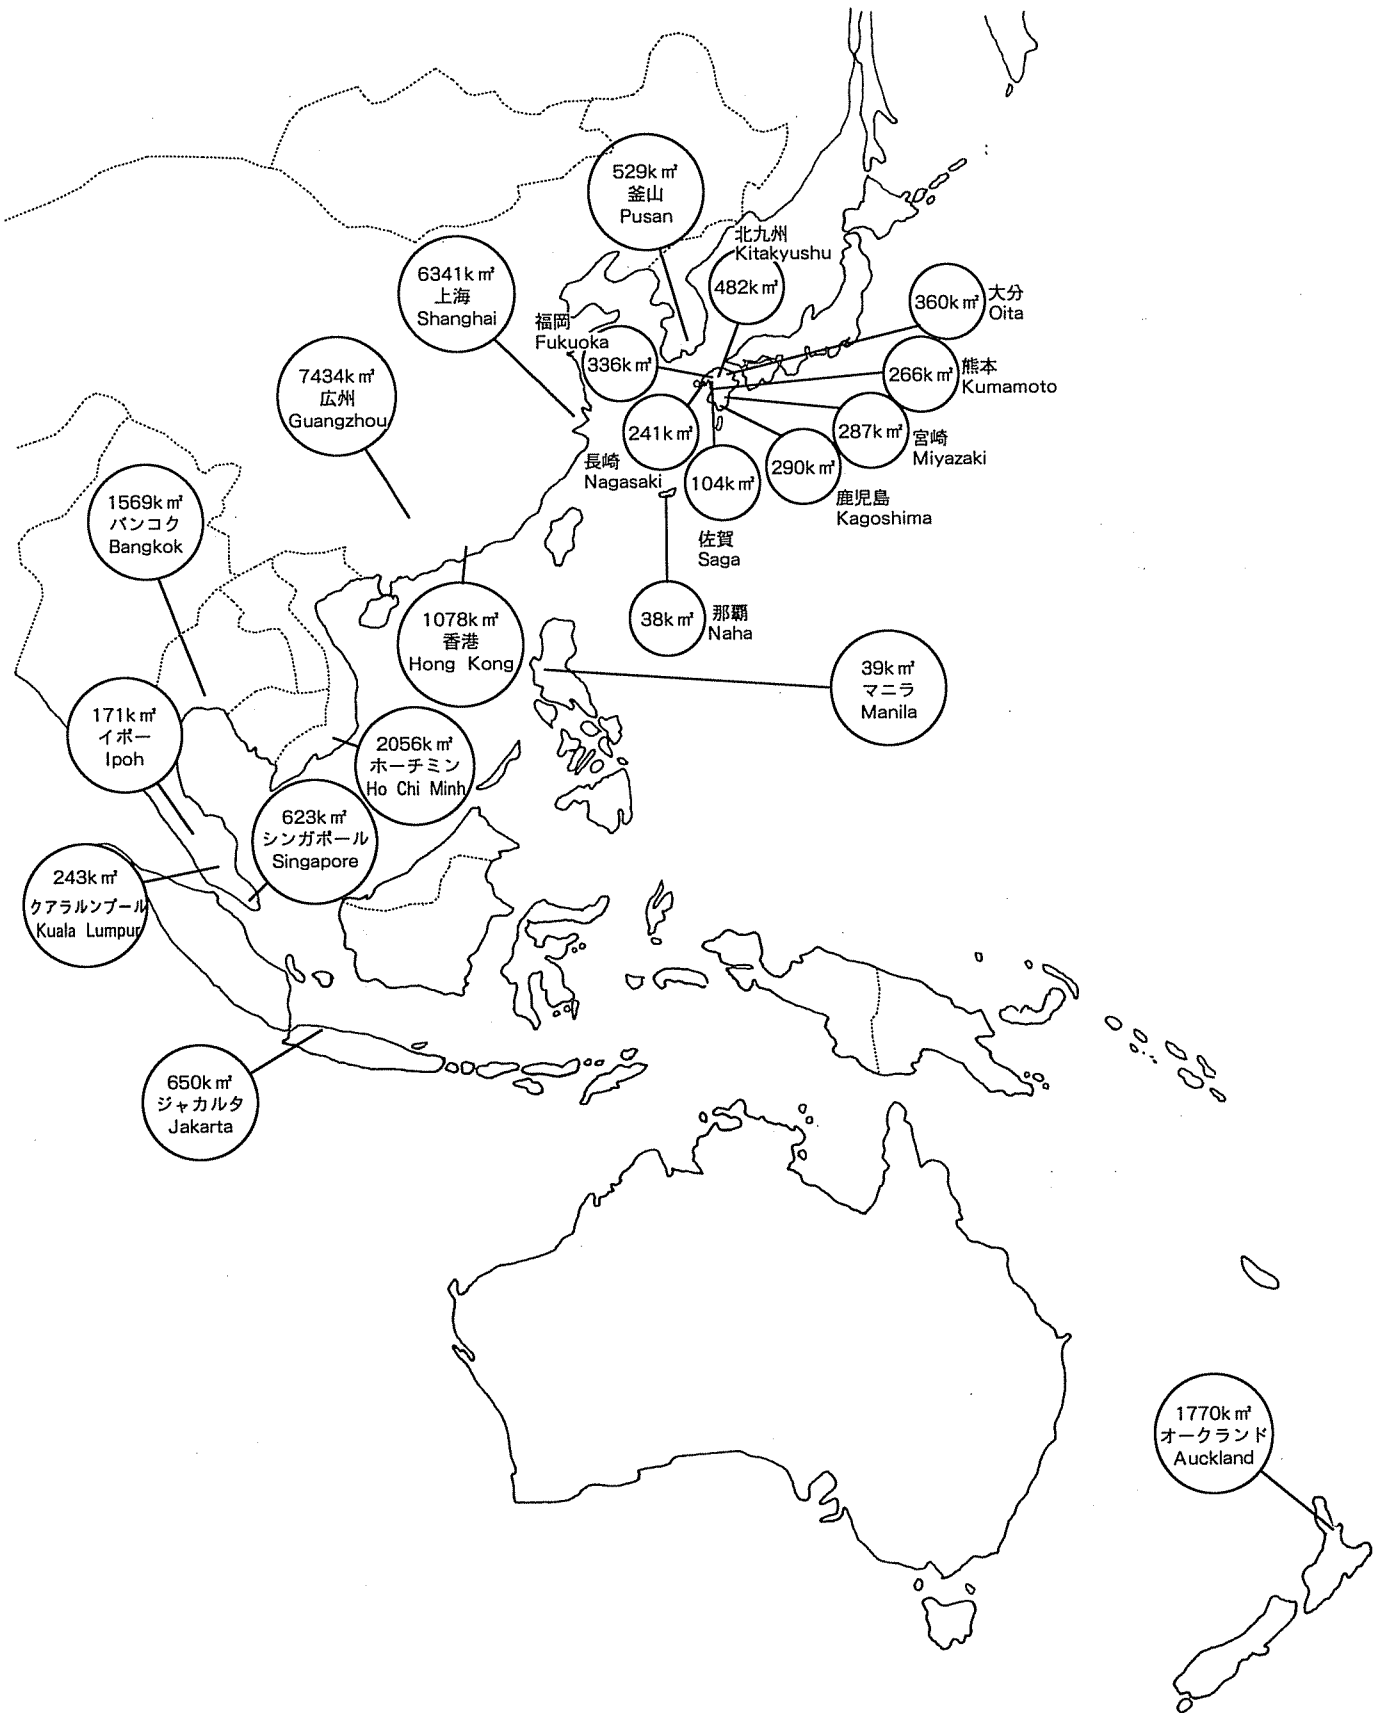 529k㎡
釜山
Pusan
北九州
Kitakyushu
482k㎡
6341k㎡
上海
Shanghai
360k㎡
大分
Oita
福岡
Fukuoka
336k㎡
7434k㎡
広州
Guangzhou
266k㎡
熊本
Kumamoto
241k㎡
長崎
Nagasaki
287k㎡
宮崎
Miyazaki
290k㎡
鹿児島
Kagoshima
104k㎡
佐賀
Saga
1569k㎡
バンコク
Bangkok
1078k㎡
香港
Hong Kong
38k㎡
那覇
Naha
39k㎡
マニラ
Manila
171k㎡
イポー
Ipoh
2056k㎡
ホーチミン
Ho Chi Minh
623k㎡
シンガポール
Singapore
243k㎡
クアラルンプール
Kuala Lumpur
650k㎡
ジャカルタ
Jakarta
1770k㎡
オークランド
Auckland